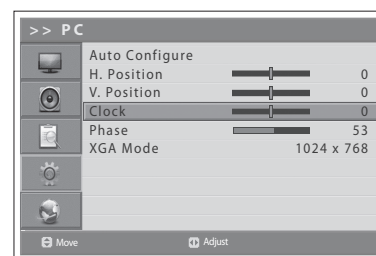 >> PC
Auto Configure
H. Position 0
V. Position 0
Clock 0
Phase 53
XGA Mode 1024 x 768
Move Adjust